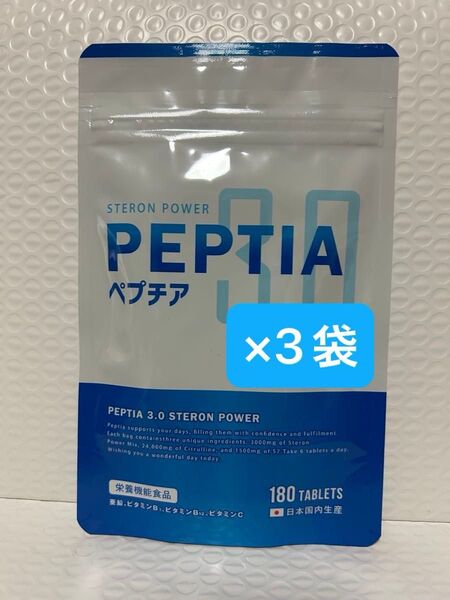 STERON POWER
3.0
PEPTIA
ペプチア
×3袋
PEPTIA 3.0 STERON POWER
Peptia supports your days, filling them with confidence and fulfillment.
Each bag containsthree unique ingredients, 3000mg of Steron
Power Mix, 24,000mg of Citrulline, and 1500mg of S7 Take 6 tablets a day.
Wishing you a wonderful day today.
栄養機能食品
亜鉛、ビタミンB₁、ビタミンB₁₂、ビタミンC
180 TABLETS
日本国内生産